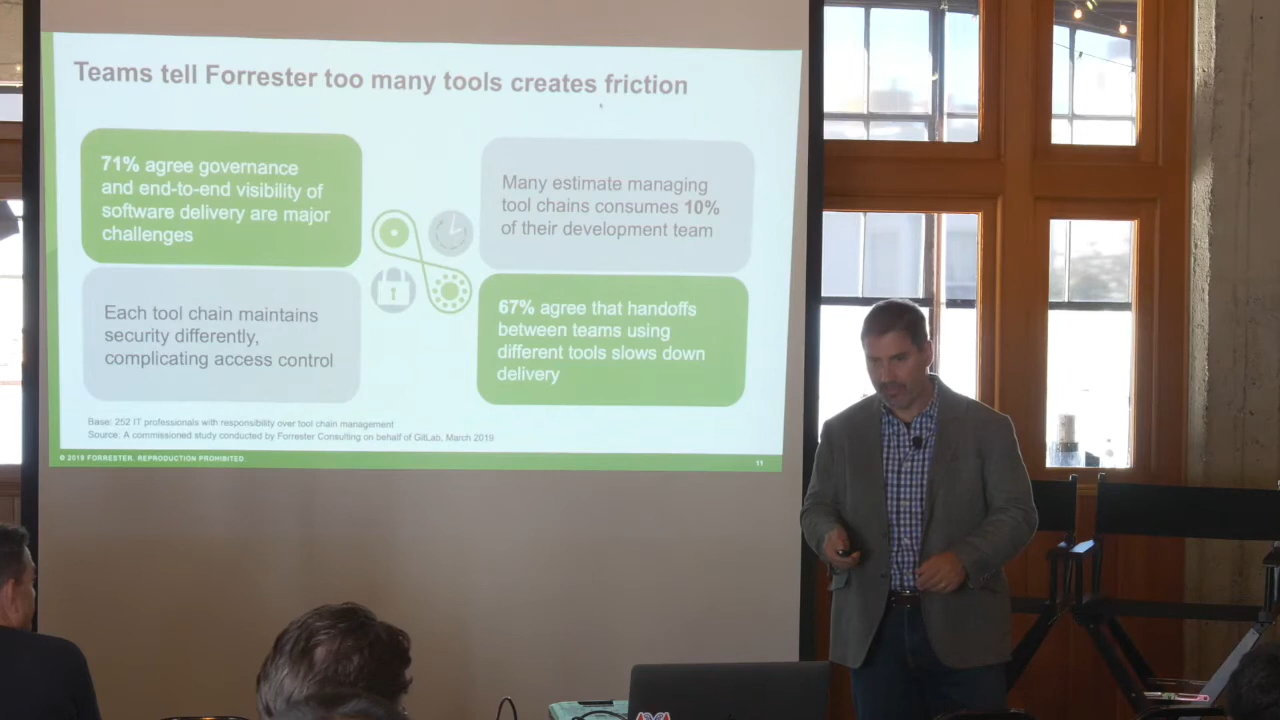 Teams tell Forrester too many tools creates friction
71% agree governance
and end-to-end visibility of
software delivery are major
challenges
Many estimate managing
tool chains consumes 10%
of their development team
Each tool chain maintains
security differently,
complicating access control
67% agree that handoffs
between teams using
different tools slows down
delivery
Base: 252 IT professionals with responsibility over tool chain management
Source: A commissioned study conducted by Forrester Consulting on behalf of GitLab, March 2019
© 2019 FORRESTER. REPRODUCTION PROHIBITED.
11